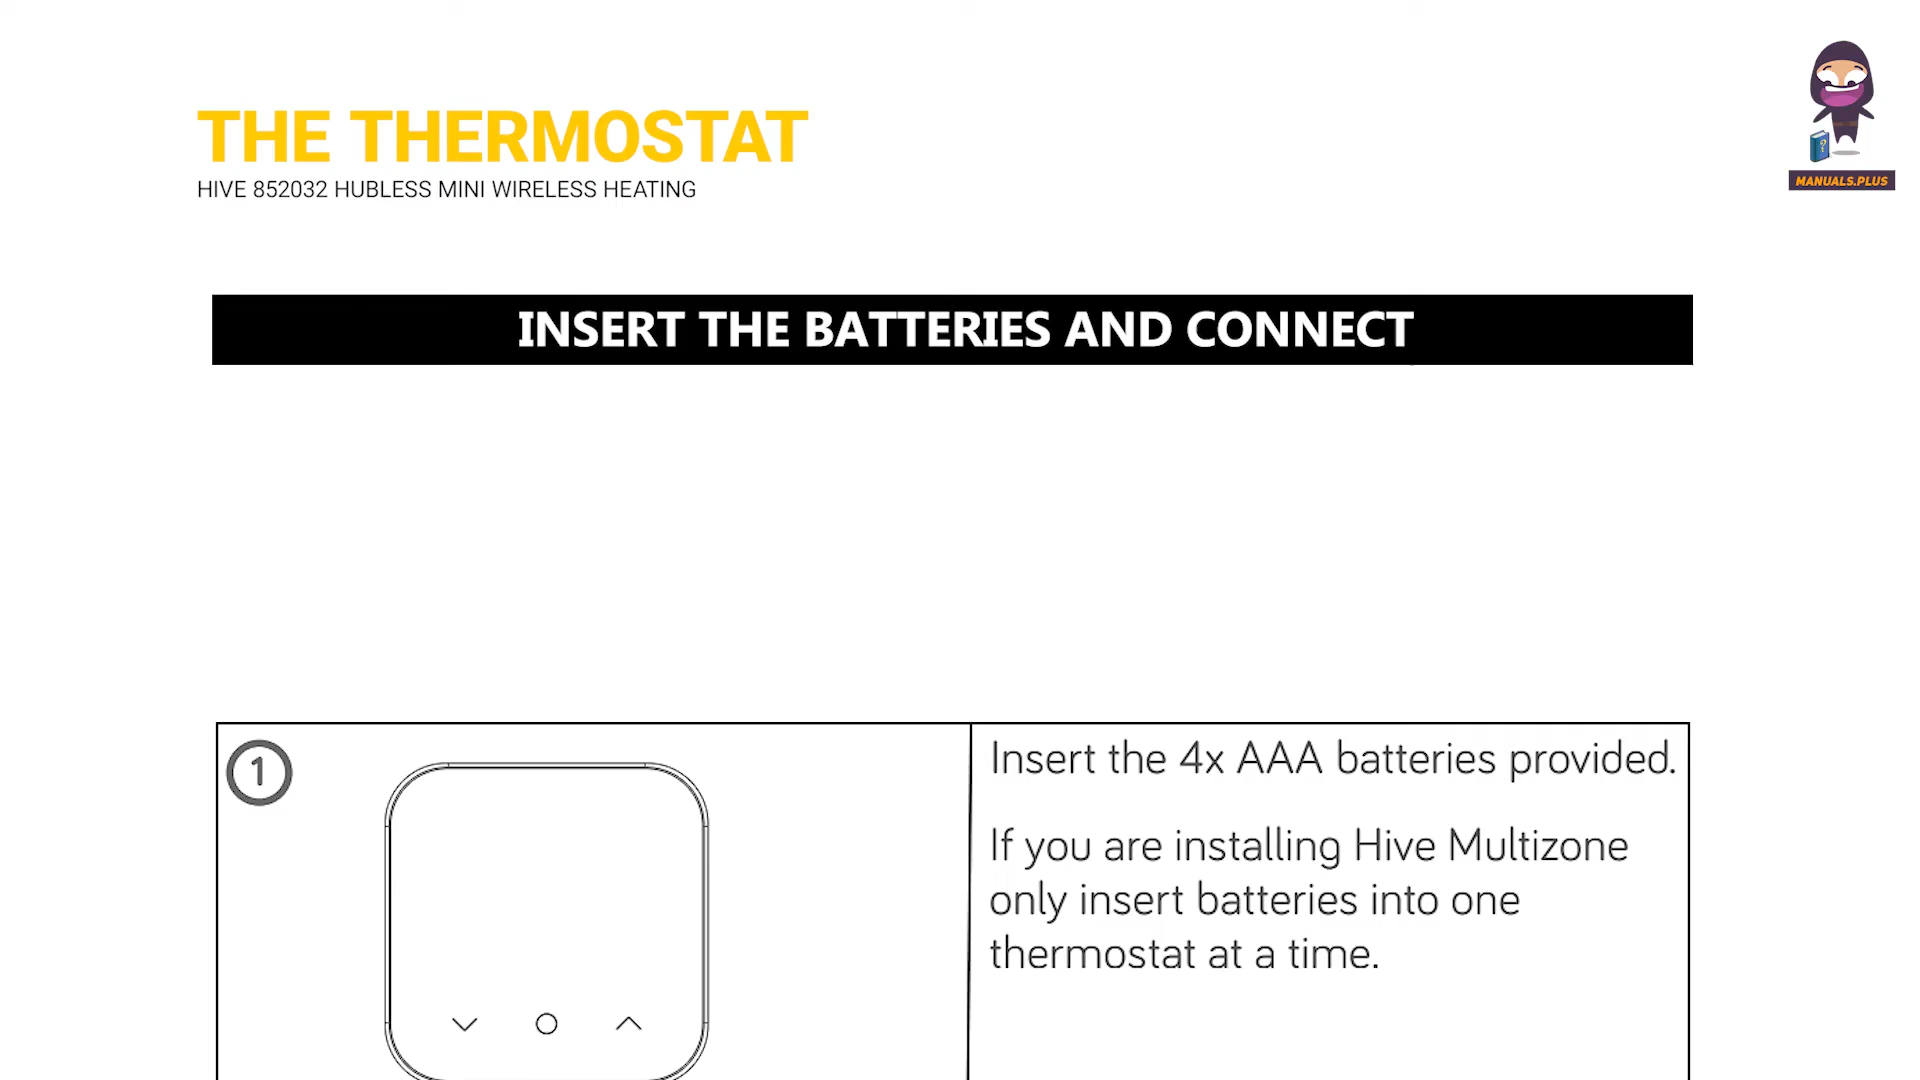 THE THERMOSTAT
HIVE 852032 HUBLESS MINI WIRELESS HEATING
MANUALS.PLUS
INSERT THE BATTERIES AND CONNECT
1
Insert the 4x AAA batteries provided.
If you are installing Hive Multizone
only insert batteries into one
thermostat at a time.